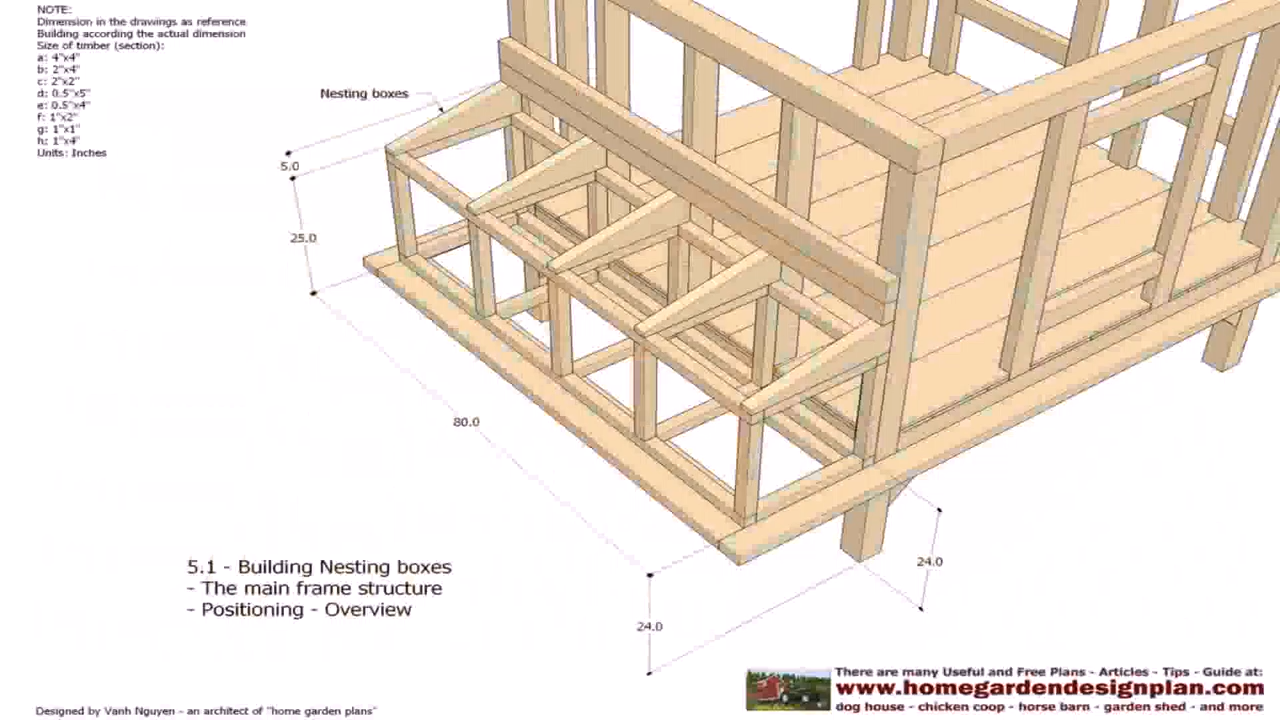 NOTE:
Dimension in the drawings as reference
Building according the actual dimension
Size of timber (section):
a: 4"x4"
b: 2"x4"
c: 2"x2"
d: 0.5"x5"
e: 0.5"x4"
f: 1"x2"
g: 1"x1"
h: 1"x4"
Units: Inches
Nesting boxes
5.0
25.0
80.0
24.0
24.0
5.1 - Building Nesting boxes
- The main frame structure
- Positioning - Overview
Designed by Vanh Nguyen - an architect of "home garden plans"
There are many Useful and Free Plans - Articles - Tips - Guide at:
www.homegardendesignplan.com
dog house - chicken coop - horse barn - garden shed - and more